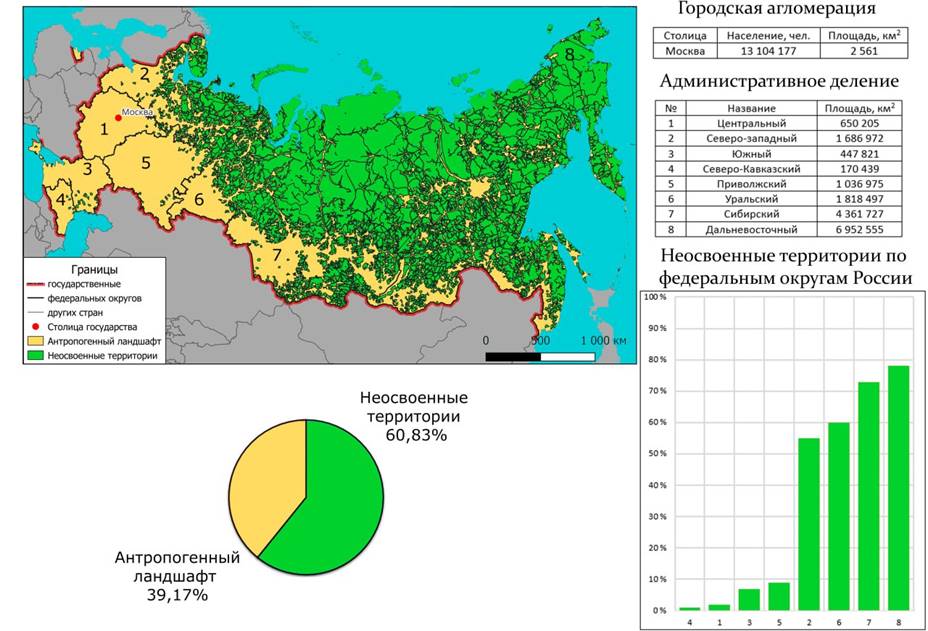 8
2
Москва
1
5
3
4
6
7
Границы
государственные
федеральных округов
других стран
Столица государства
Антропогенный ландшафт
Неосвоенные территории
0 500 1 000 км
Городская агломерация
Столица Население, чел. Площадь, км²
Москва 13 104 177 2 561
Административное деление
№ Название Площадь, км²
1 Центральный 650 205
2 Северо-западный 1 686 972
3 Южный 447 821
4 Северо-Кавказский 170 439
5 Приволжский 1 036 975
6 Уральский 1 818 497
7 Сибирский 4 361 727
8 Дальневосточный 6 952 555
Неосвоенные территории по
федеральным округам России
100 %
90 %
80 %
70 %
60 %
50 %
40 %
30 %
20 %
10 %
0 %
4 1 3 5 2 6 7 8
Неосвоенные
территории
60,83%
Антропогенный
ландшафт
39,17%